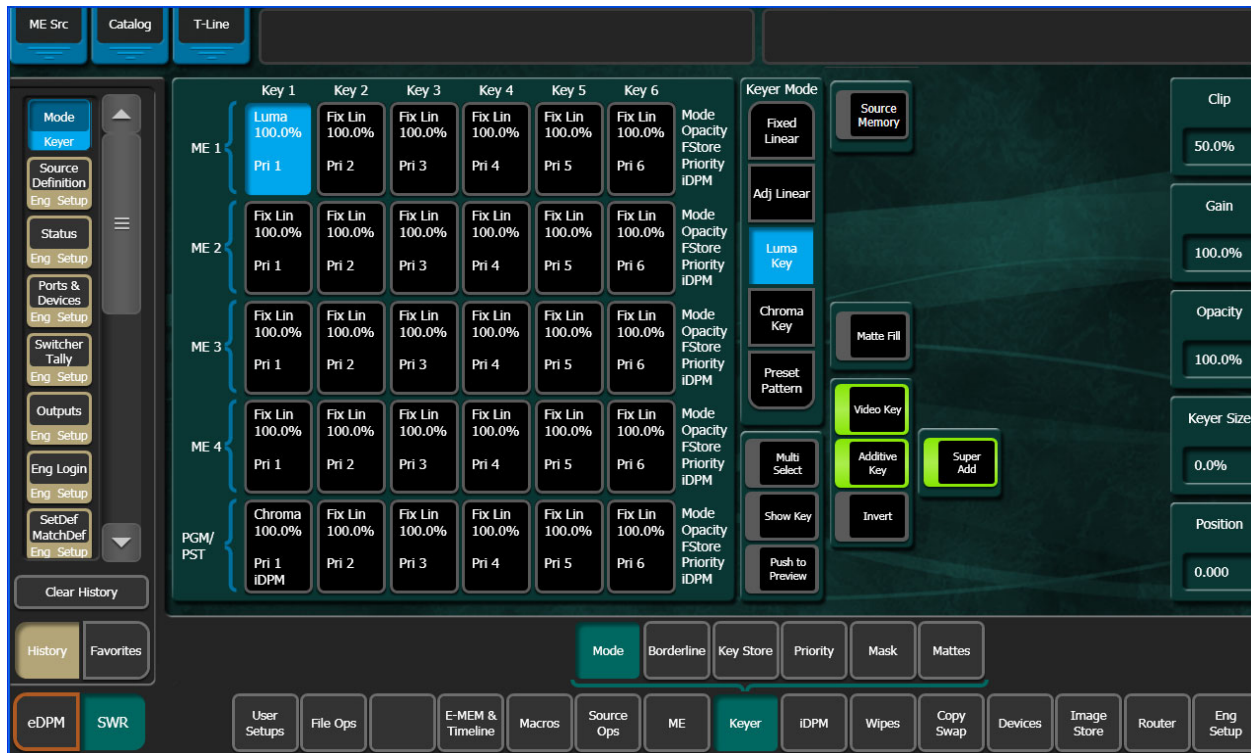 ME Src
Catalog
T-Line
Mode
Keyer
Source
Definition
Eng Setup
Status
Eng Setup
Ports &
Devices
Eng Setup
Switcher
Tally
Eng Setup
Outputs
Eng Setup
Eng Login
Eng Setup
SetDef
MatchDef
Eng Setup
Clear History
History
Favorites
Key 1 Key 2 Key 3 Key 4 Key 5 Key 6
ME 1
Luma Fix Lin Fix Lin Fix Lin Fix Lin Fix Lin Mode
100.0% 100.0% 100.0% 100.0% 100.0% 100.0% Opacity
FStore
Pri 1 Pri 2 Pri 3 Pri 4 Pri 5 Pri 6 Priority
iDPM
ME 2
Fix Lin Fix Lin Fix Lin Fix Lin Fix Lin Fix Lin Mode
100.0% 100.0% 100.0% 100.0% 100.0% 100.0% Opacity
FStore
Pri 1 Pri 2 Pri 3 Pri 4 Pri 5 Pri 6 Priority
iDPM
ME 3
Fix Lin Fix Lin Fix Lin Fix Lin Fix Lin Fix Lin Mode
100.0% 100.0% 100.0% 100.0% 100.0% 100.0% Opacity
FStore
Pri 1 Pri 2 Pri 3 Pri 4 Pri 5 Pri 6 Priority
iDPM
ME 4
Fix Lin Fix Lin Fix Lin Fix Lin Fix Lin Fix Lin Mode
100.0% 100.0% 100.0% 100.0% 100.0% 100.0% Opacity
FStore
Pri 1 Pri 2 Pri 3 Pri 4 Pri 5 Pri 6 Priority
iDPM
PGM/
PST
Chroma Fix Lin Fix Lin Fix Lin Fix Lin Fix Lin Mode
100.0% 100.0% 100.0% 100.0% 100.0% 100.0% Opacity
FStore
Pri 1 Pri 2 Pri 3 Pri 4 Pri 5 Pri 6 Priority
iDPM iDPM
Keyer Mode
Fixed
Linear
Adj Linear
Luma
Key
Chroma
Key
Preset
Pattern
Multi
Select
Show Key
Push to
Preview
Source
Memory
Matte Fill
Video Key
Additive
Key
Invert
Super
Add
Clip
50.0%
Gain
100.0%
Opacity
100.0%
Keyer Size
0.0%
Position
0.000
Mode
Borderline
Key Store
Priority
Mask
Mattes
eDPM
SWR
User
Setups
File Ops
E-MEM &
Timeline
Macros
Source
Ops
ME
Keyer
iDPM
Wipes
Copy
Swap
Devices
Image
Store
Router
Eng
Setup